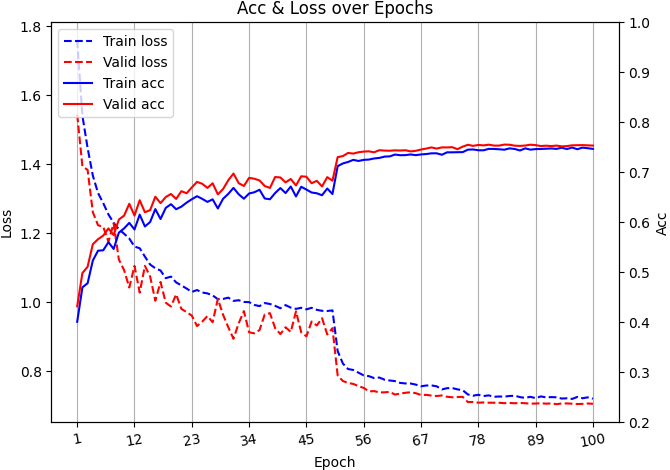 Acc & Loss over Epochs
Train loss
Valid loss
Train acc
Valid acc
1.8
1.6
1.4
1.2
1.0
0.8
Loss
1.0
0.9
0.8
0.7
0.6
0.5
0.4
0.3
0.2
Acc
1 12 23 34 45 56 67 78 89 100
Epoch